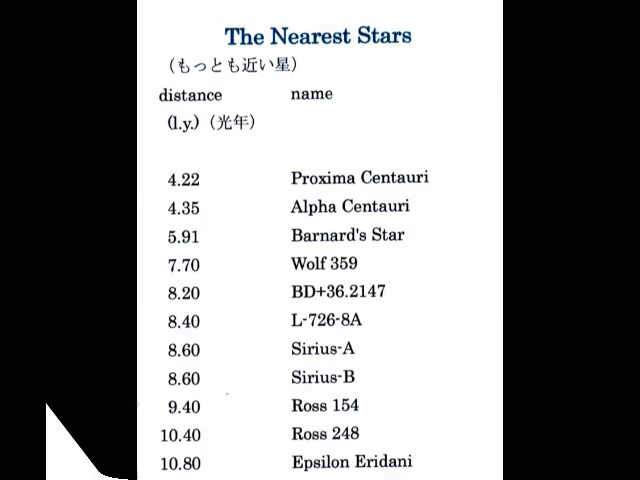 The Nearest Stars
（もっとも近い星）
distance name
(l.y.)（光年）
4.22 Proxima Centauri
4.35 Alpha Centauri
5.91 Barnard's Star
7.70 Wolf 359
8.20 BD+36.2147
8.40 L-726-8A
8.60 Sirius-A
8.60 Sirius-B
9.40 Ross 154
10.40 Ross 248
10.80 Epsilon Eridani